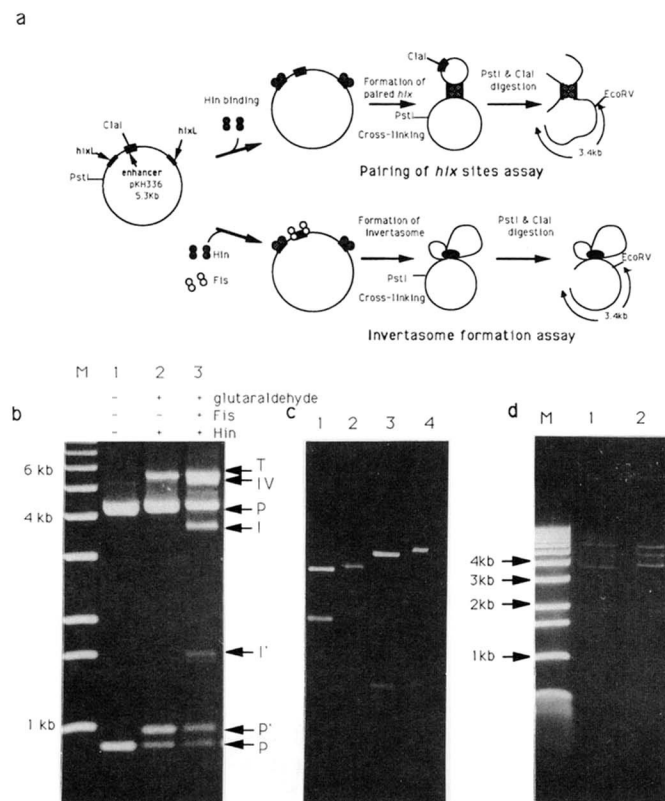 a
ClaI
Formation of
paired hix
PstI & ClaI
digestion
EcoRV
Hin binding
PstI
Cross-linking
3.4kb
Pairing of hix sites assay
ClaI
hixL
hixL
PstI
enhancer
pKH336
5.3Kb
Formation of
invertasome
PstI & ClaI
digestion
EcoRV
Hin
Fis
PstI
Cross-linking
3.4kb
Invertasome formation assay
b
M 1 2 3
- + + glutaraldehyde
- - + Fis
- + + Hin
6 kb
4 kb
1 kb
T
IV
P
I
I'
P'
P
c
1 2 3 4
d
M 1 2
4kb
3kb
2kb
1kb